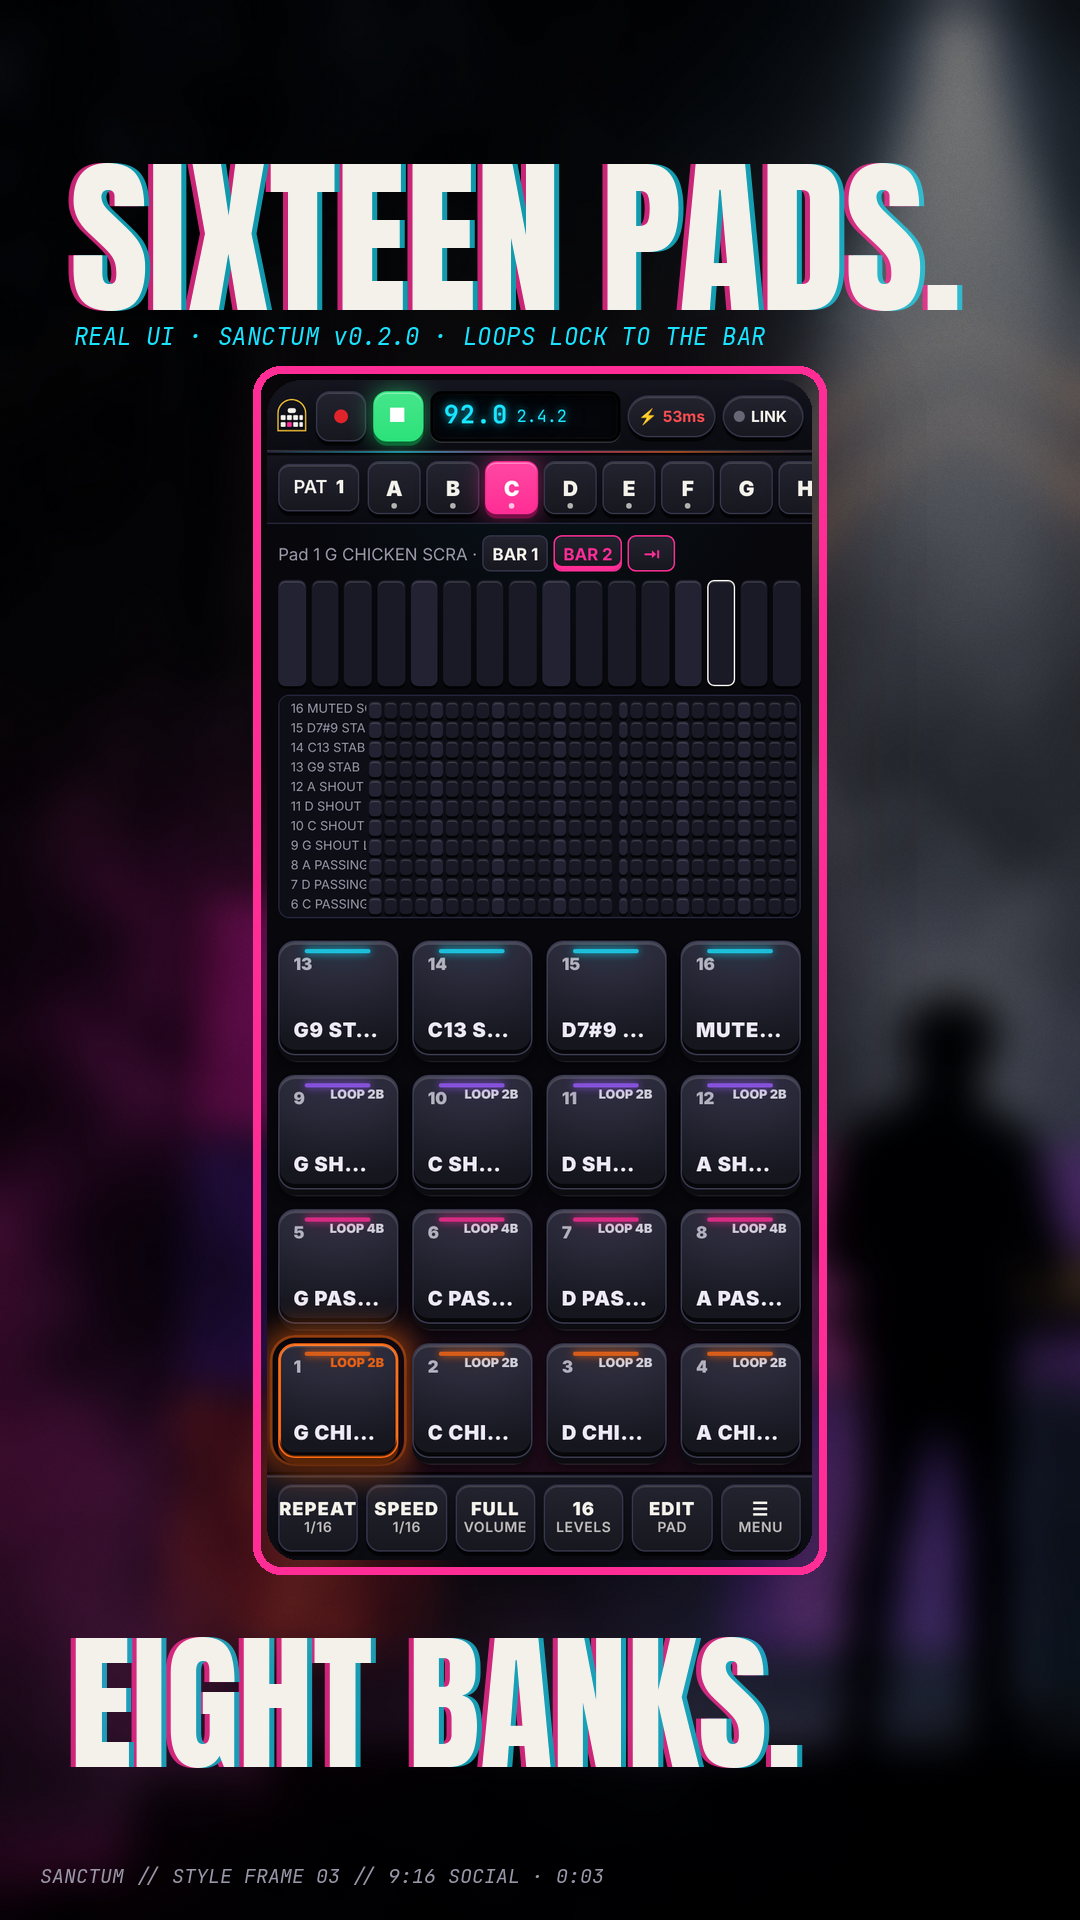 SIXTEEN PADS.
REAL UI · SANCTUM v0.2.0 · LOOPS LOCK TO THE BAR
92.0 2.4.2 ⚡ 53ms LINK
PAT 1 A B C D E F G H
Pad 1 G CHICKEN SCRA · BAR 1 BAR 2 ⇥
16 MUTED S
15 D7#9 STA
14 C13 STAB
13 G9 STAB
12 A SHOUT
11 D SHOUT
10 C SHOUT
9 G SHOUT
8 A PASSING
7 D PASSING
6 C PASSING
13 14 15 16
G9 ST... C13 S... D7#9 ... MUTE...
9 LOOP 2B 10 LOOP 2B 11 LOOP 2B 12 LOOP 2B
G SH... C SH... D SH... A SH...
5 LOOP 4B 6 LOOP 4B 7 LOOP 4B 8 LOOP 4B
G PAS... C PAS... D PAS... A PAS...
1 LOOP 2B 2 LOOP 2B 3 LOOP 2B 4 LOOP 2B
G CHI... C CHI... D CHI... A CHI...
REPEAT SPEED FULL 16 EDIT ☰
1/16 1/16 VOLUME LEVELS PAD MENU
EIGHT BANKS.
SANCTUM // STYLE FRAME 03 // 9:16 SOCIAL · 0:03